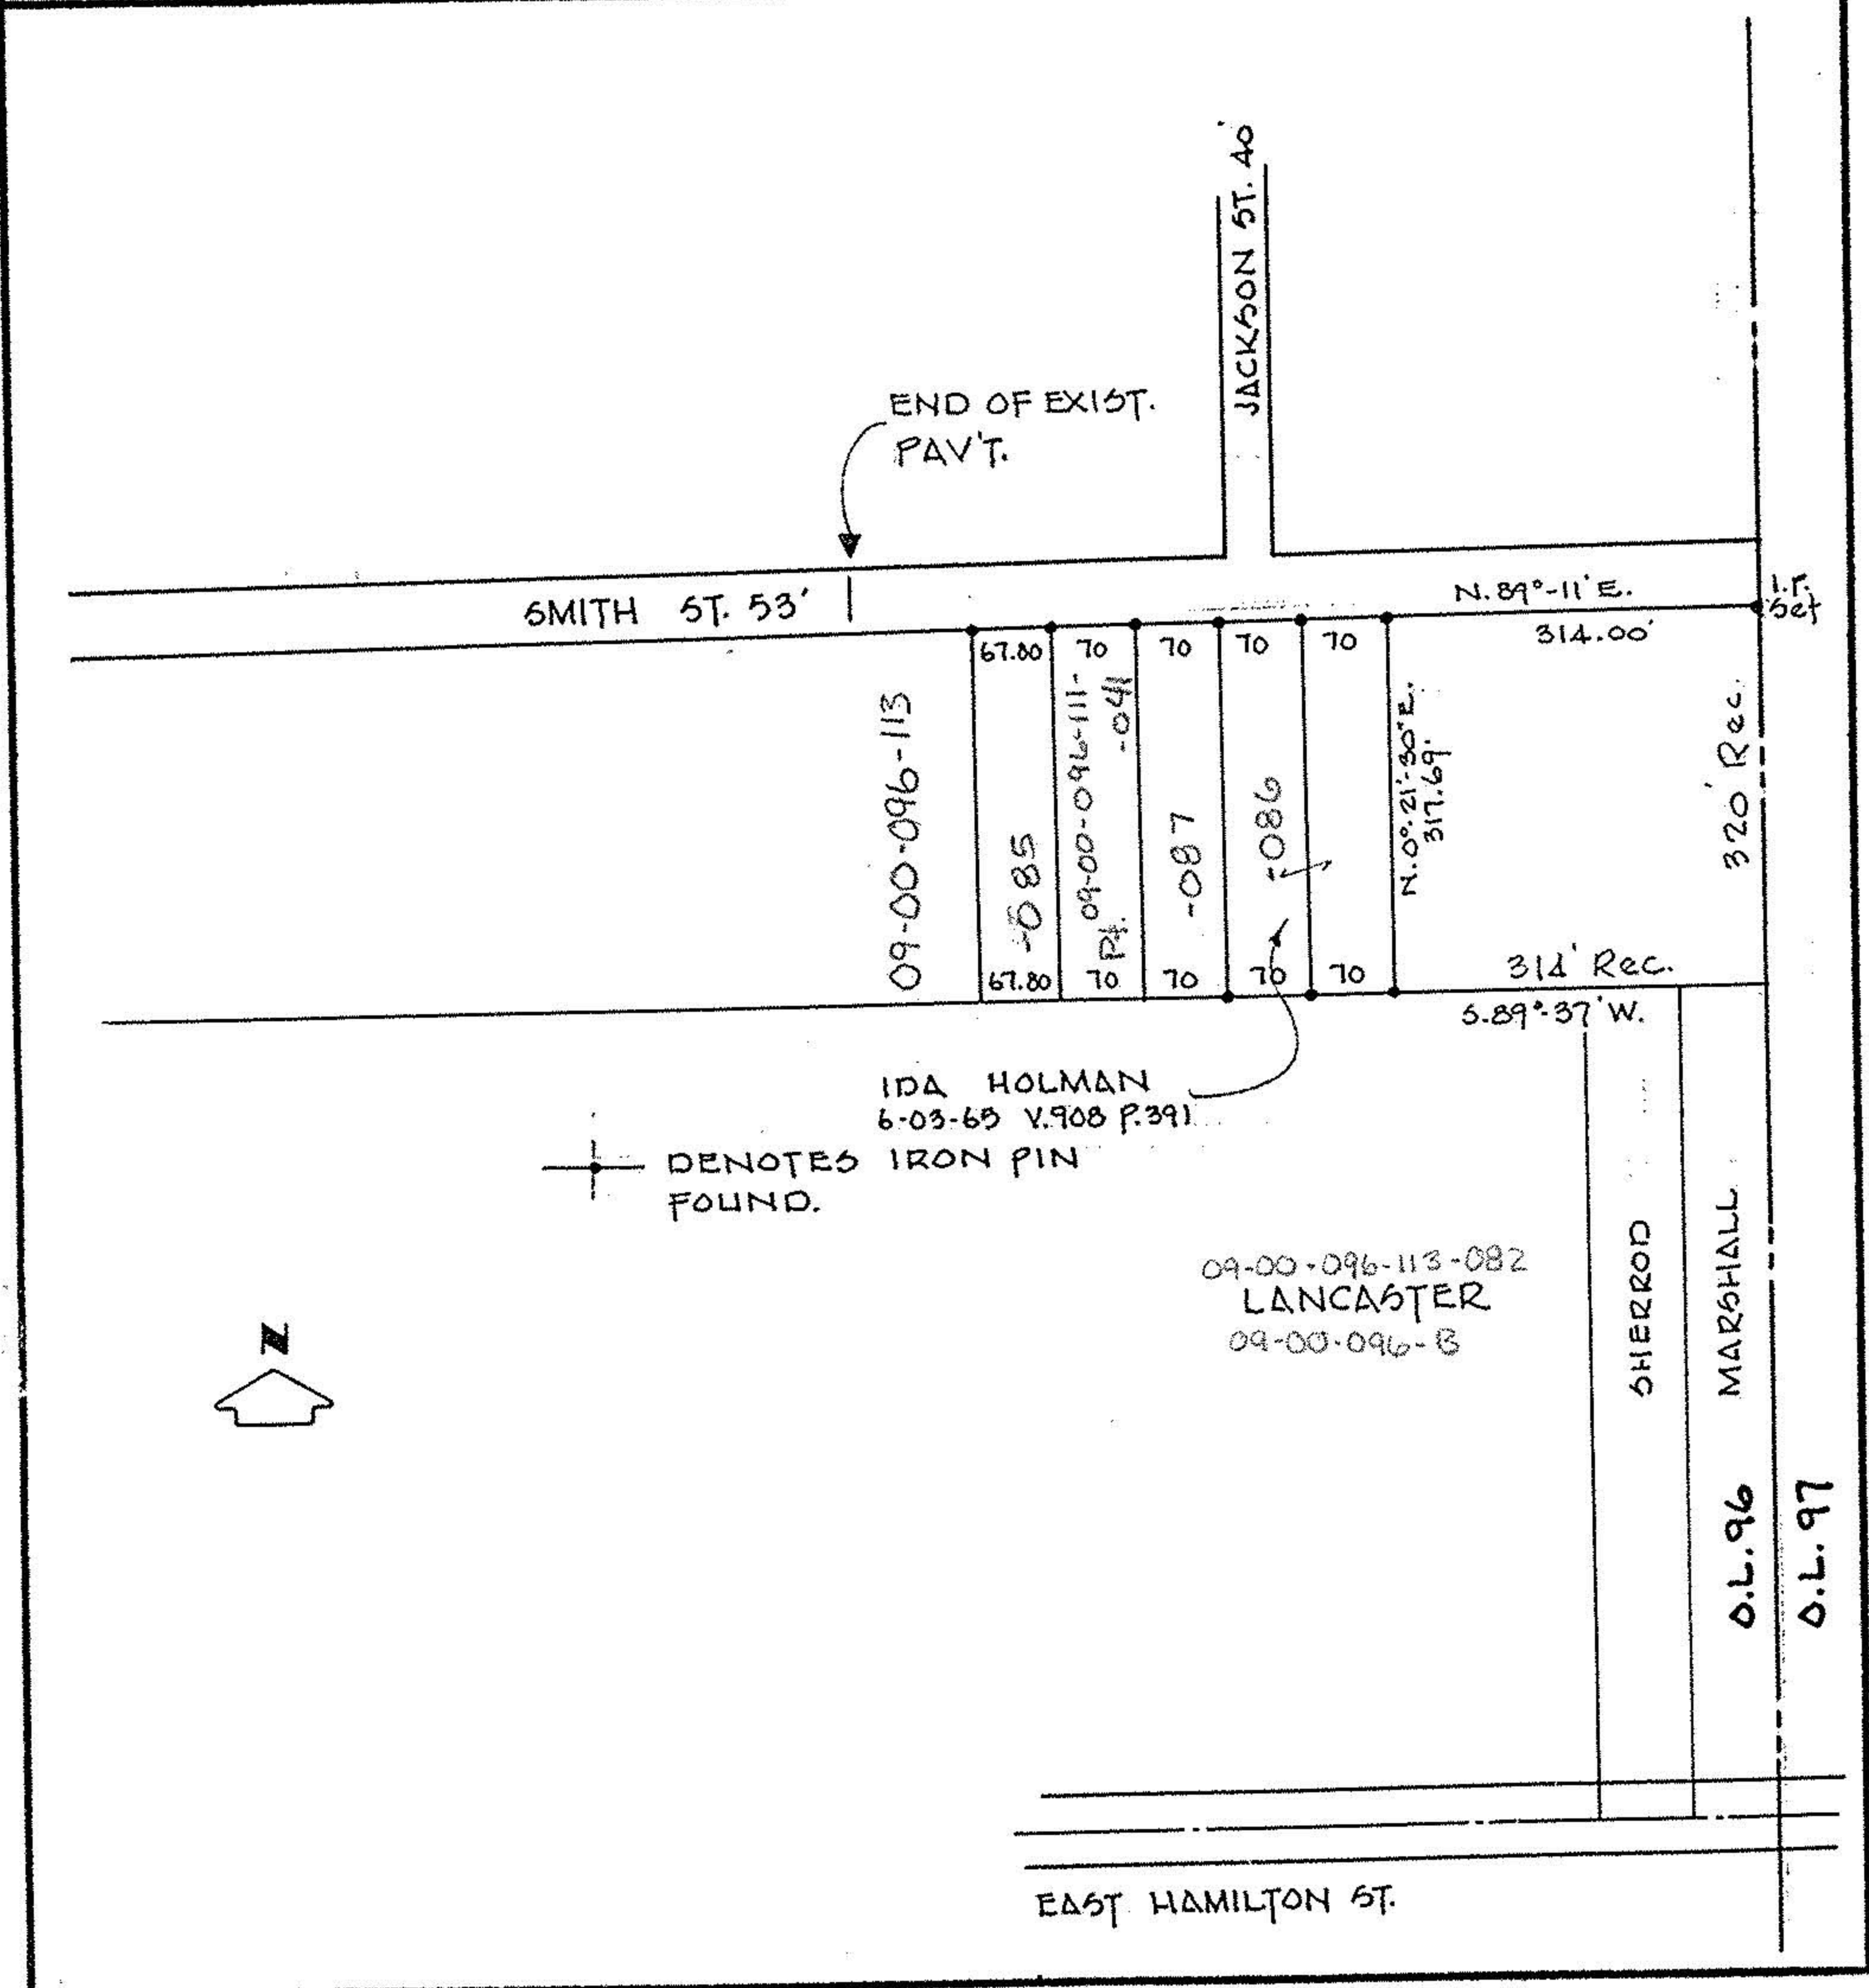 JACKSON ST. 40'
END OF EXIST.
PAV'T.
SMITH ST. 53'
N. 89°-11' E.
I.P.
Set
314.00'
67.80 70 70 70 70
09-00-096-113
-085
Pt. 09-00-096-111-
-041
-087
-086
N. 0°-21'-30" E.
317.69'
320' Rec.
67.80 70 70 70 70
314' Rec.
S. 89°-37' W.
IDA HOLMAN
6-03-65 V.908 P.391
DENOTES IRON PIN
FOUND.
09-00-096-113-082
LANCASTER
09-00-096-B
SHERROD
MARSHALL
O.L. 96
O.L. 97
N
EAST HAMILTON ST.